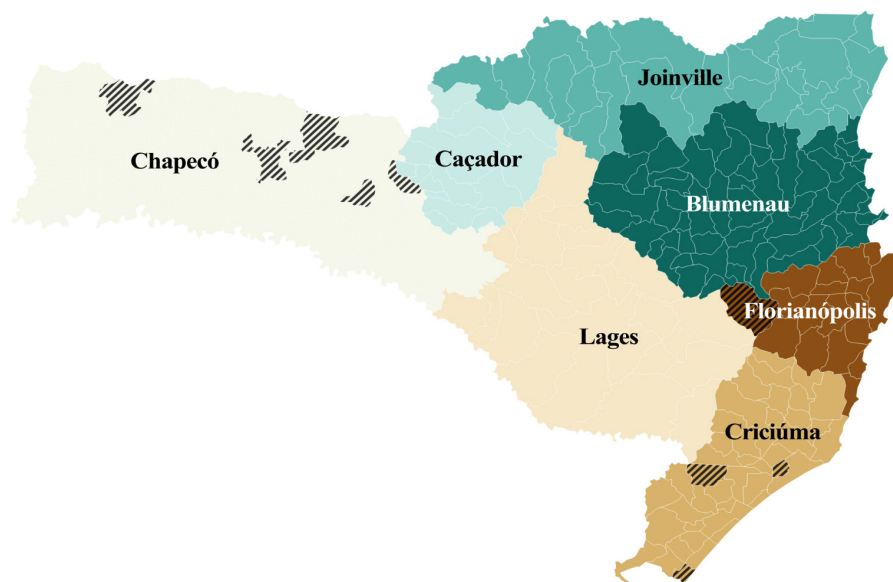 Joinville
Chapecó
Caçador
Blumenau
Florianópolis
Lages
Criciúma